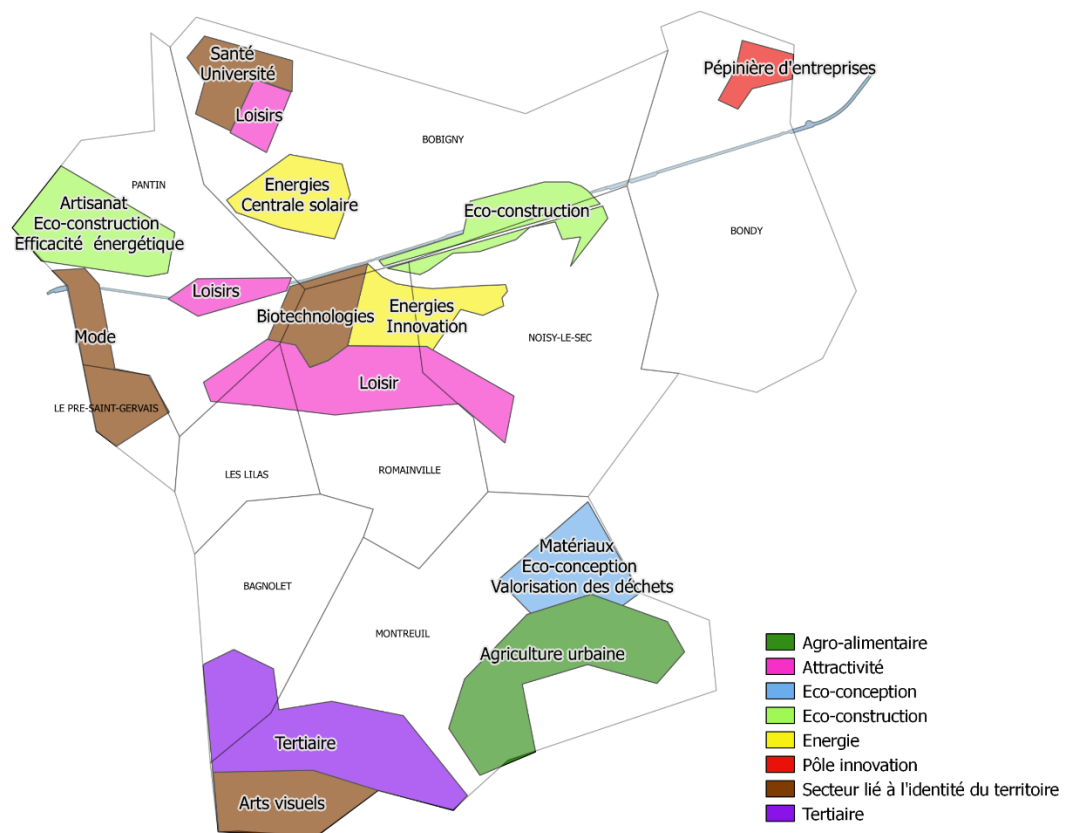 Santé
Université
Loisirs
Pépinière d'entreprises
BOBIGNY
PANTIN
Energies
Centrale solaire
Artisanat
Eco-construction
Efficacité énergétique
Eco-construction
BONDY
Loisirs
Biotechnologies
Energies
Innovation
NOISY-LE-SEC
Mode
Loisir
LE PRE-SAINT-GERVAIS
LES LILAS
ROMAINVILLE
Matériaux
Eco-conception
Valorisation des déchets
BAGNOLET
MONTREUIL
Agriculture urbaine
Tertiaire
Arts visuels
Agro-alimentaire
Attractivité
Eco-conception
Eco-construction
Energie
Pôle innovation
Secteur lié à l'identité du territoire
Tertiaire